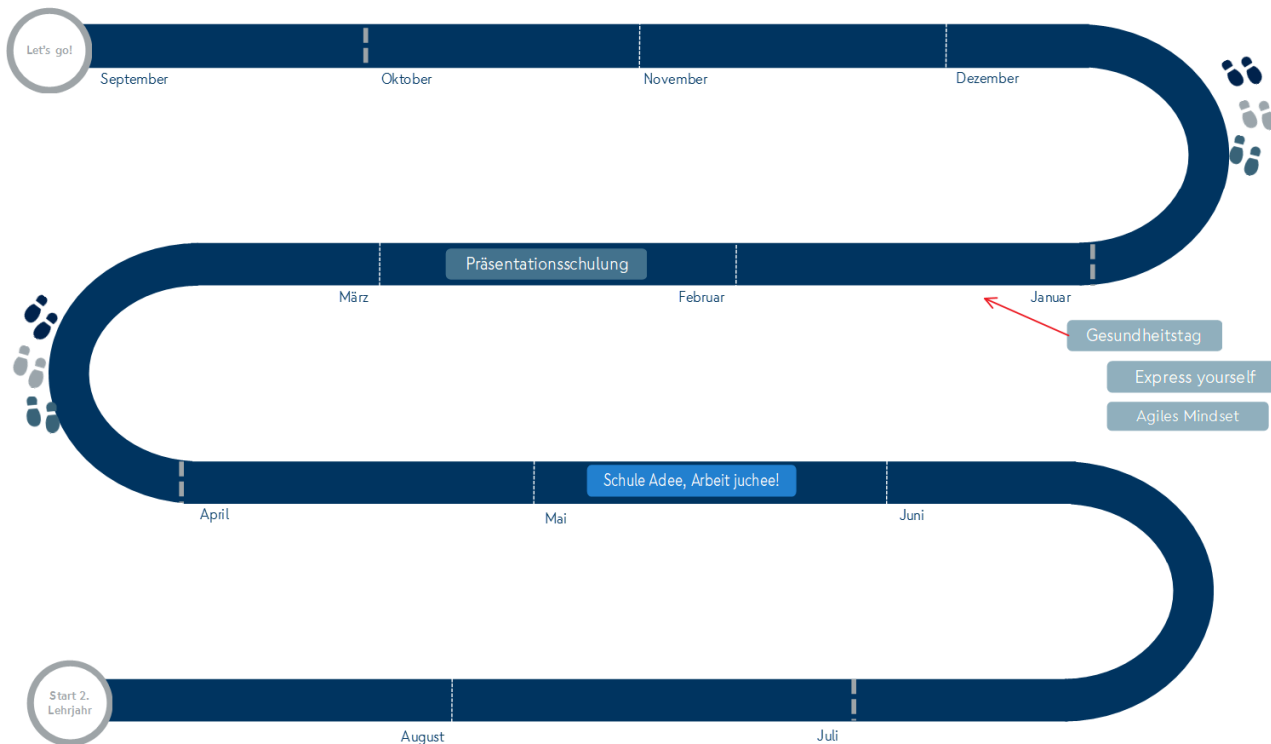 Let's go!
September
Oktober
November
Dezember
Präsentationsschulung
März
Februar
Januar
Gesundheitstag
Express yourself
Agiles Mindset
Schule Adee, Arbeit juchee!
April
Mai
Juni
Start 2.
Lehrjahr
August
Juli